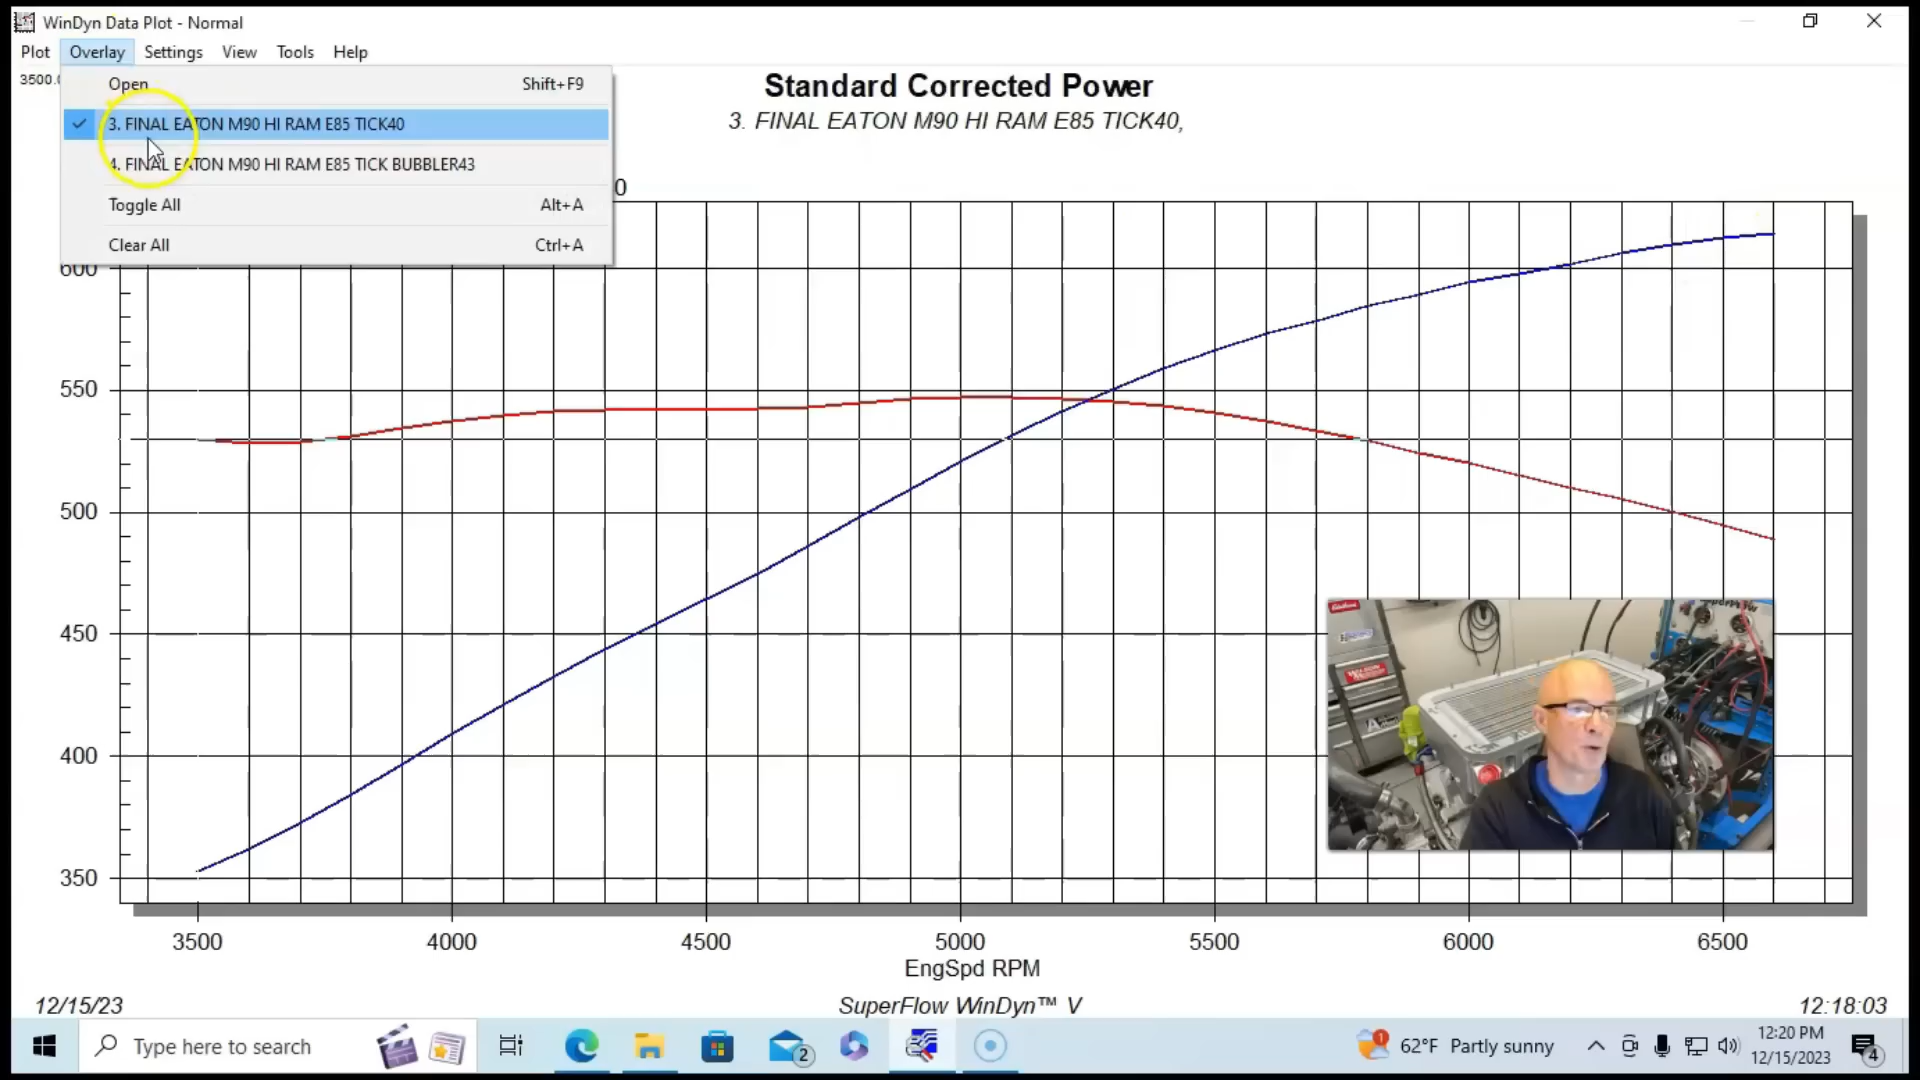 WinDyn Data Plot - Normal
Plot Overlay Settings View Tools Help
3500.
Open Shift+F9
3. FINAL EATON M90 HI RAM E85 TICK40
4. FINAL EATON M90 HI RAM E85 TICK BUBBLER43
Toggle All Alt+A
Clear All Ctrl+A
Standard Corrected Power
3. FINAL EATON M90 HI RAM E85 TICK40,
0
600
550
500
450
400
350
3500 4000 4500 5000 5500 6000 6500
EngSpd RPM
12/15/23 SuperFlow WinDyn™ V 12:18:03
Type here to search
2
1
62°F Partly sunny
12:20 PM
12/15/2023
4